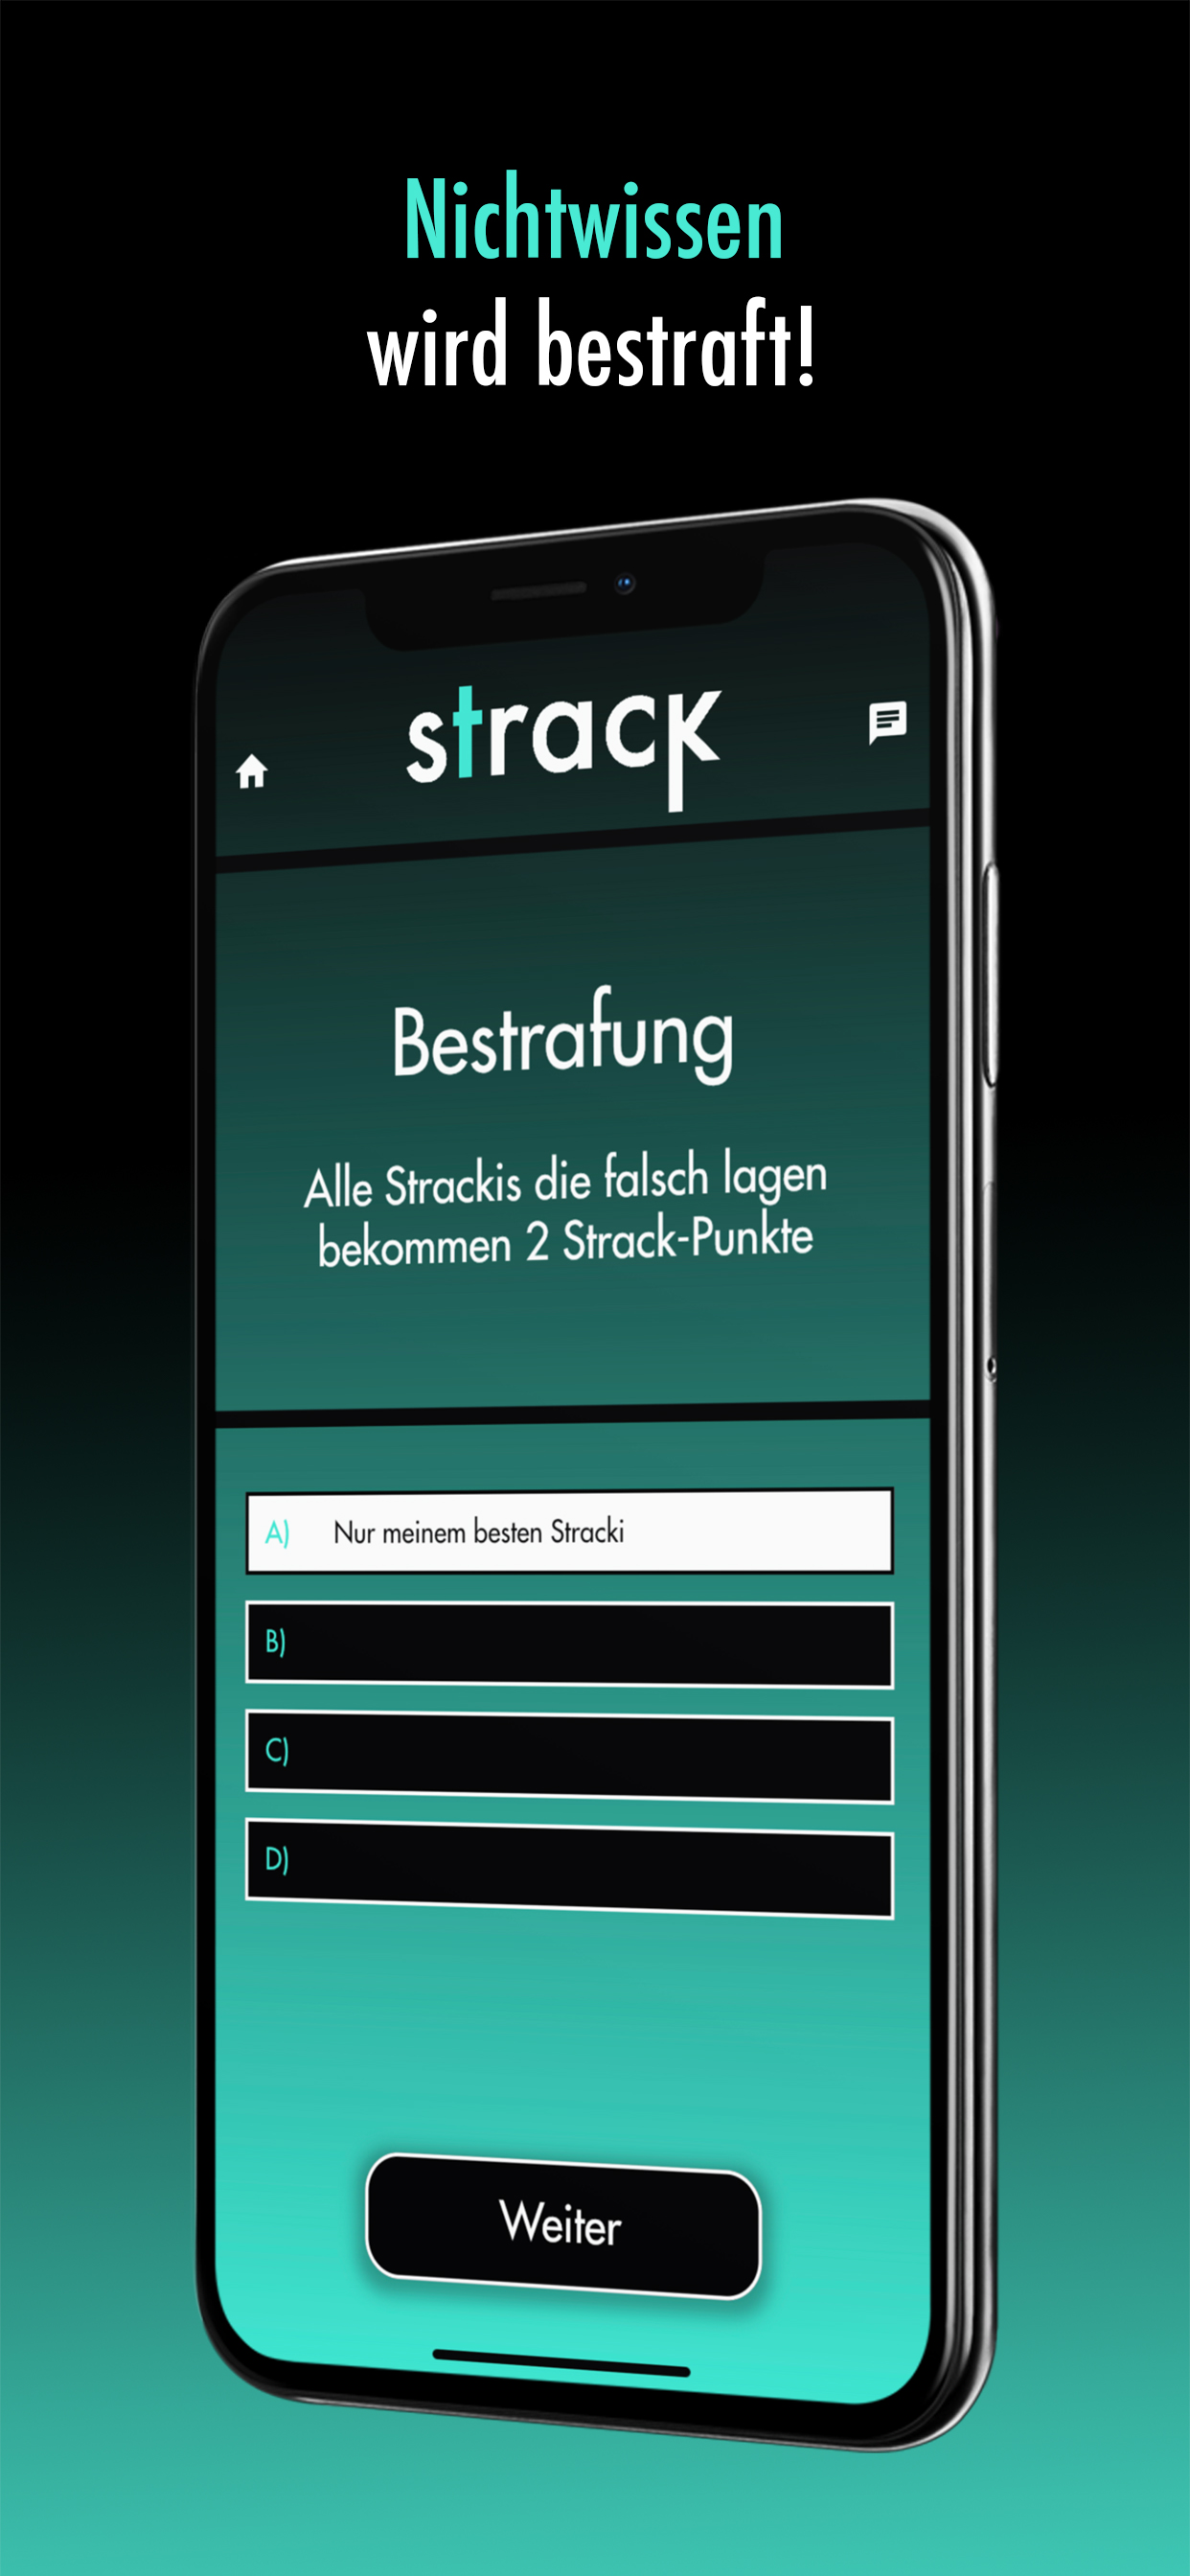 Nichtwissen
wird bestraft!
strack
Bestrafung
Alle Strackis die falsch lagen
bekommen 2 Strack-Punkte
A) Nur meinem besten Stracki
B)
C)
D)
Weiter